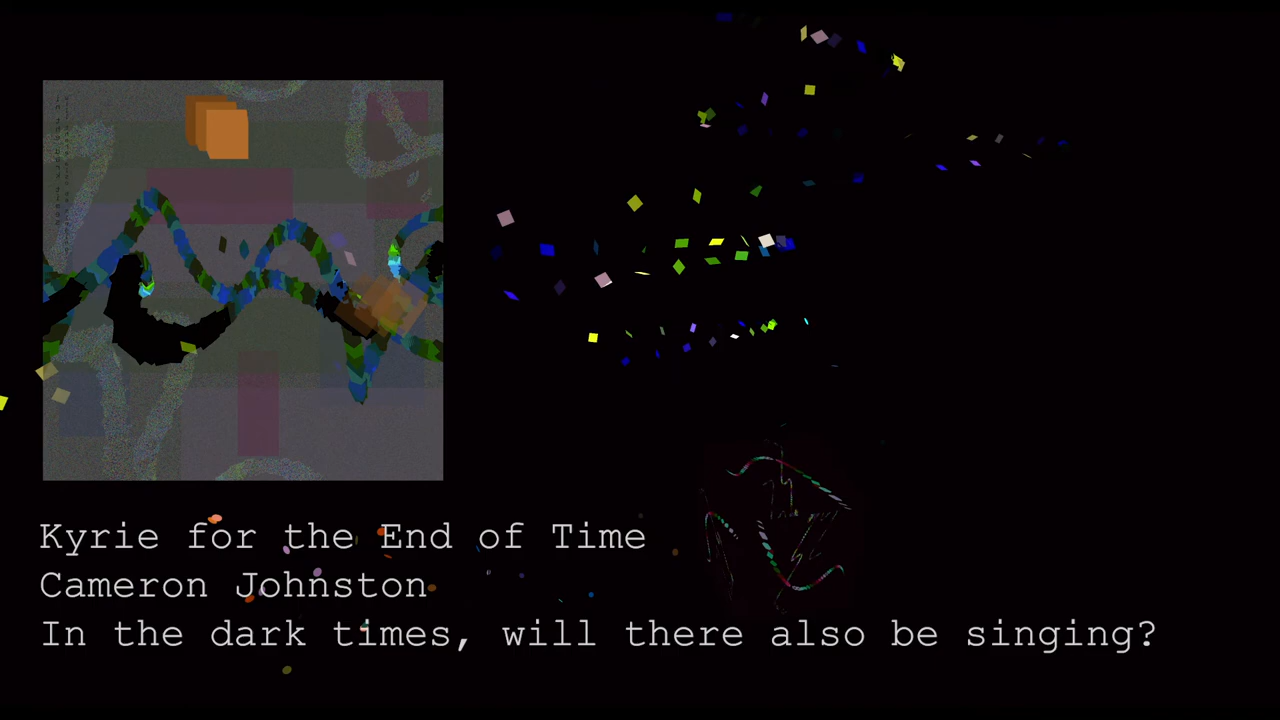 Kyrie for the End of Time
Cameron Johnston
In the dark times, will there also be singing?